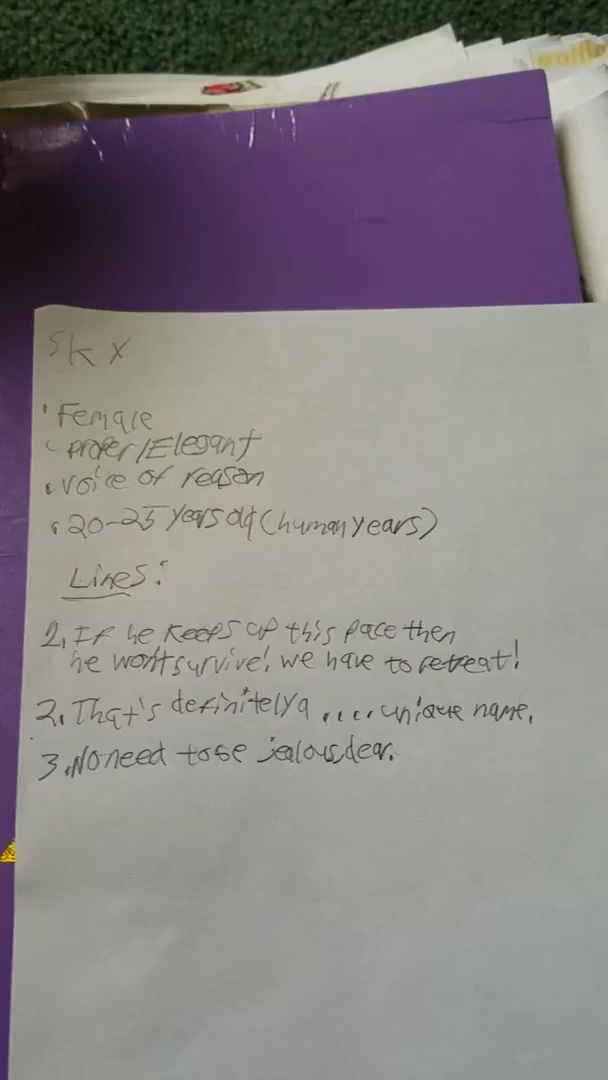 Skx
• Female
• proper/Elegant
• voice of reason
• 20-25 years old (human years)
Lines:
1. If he keeps up this pace then
he won't survive! we have to retreat!
2. That's definitely a .... unique name.
3. No need to be jealous, dear.